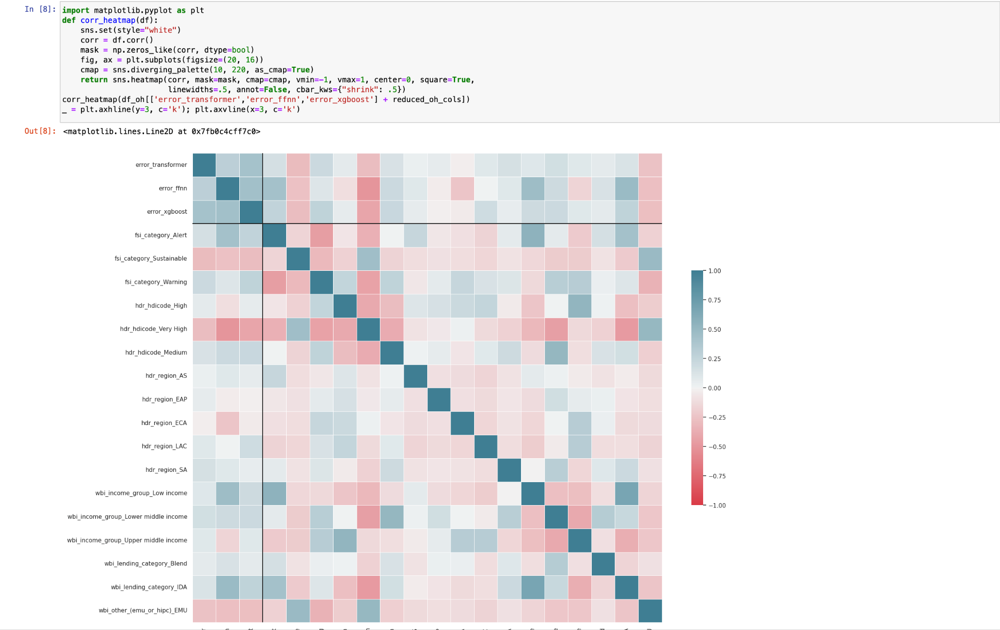 In [8]:
import matplotlib.pyplot as plt
def corr_heatmap(df):
    sns.set(style="white")
    corr = df.corr()
    mask = np.zeros_like(corr, dtype=bool)
    fig, ax = plt.subplots(figsize=(20, 16))
    cmap = sns.diverging_palette(10, 220, as_cmap=True)
    return sns.heatmap(corr, mask=mask, cmap=cmap, vmin=-1, vmax=1, center=0, square=True,
                       linewidths=.5, annot=False, cbar_kws={"shrink": .5})
corr_heatmap(df_oh[['error_transformer','error_ffnn','error_xgboost'] + reduced_oh_cols])
_ = plt.axhline(y=3, c='k'); plt.axvline(x=3, c='k')
Out[8]: <matplotlib.lines.Line2D at 0x7fb0c4cff7c0>
error_transformer
error_ffnn
error_xgboost
fsi_category_Alert
fsi_category_Sustainable
fsi_category_Warning
hdr_hdicode_High
hdr_hdicode_Very High
hdr_hdicode_Medium
hdr_region_AS
hdr_region_EAP
hdr_region_ECA
hdr_region_LAC
hdr_region_SA
wbi_income_group_Low income
wbi_income_group_Lower middle income
wbi_income_group_Upper middle income
wbi_lending_category_Blend
wbi_lending_category_IDA
wbi_other_(emu_or_hipc)_EMU
1.00
0.75
0.50
0.25
0.00
−0.25
−0.50
−0.75
−1.00